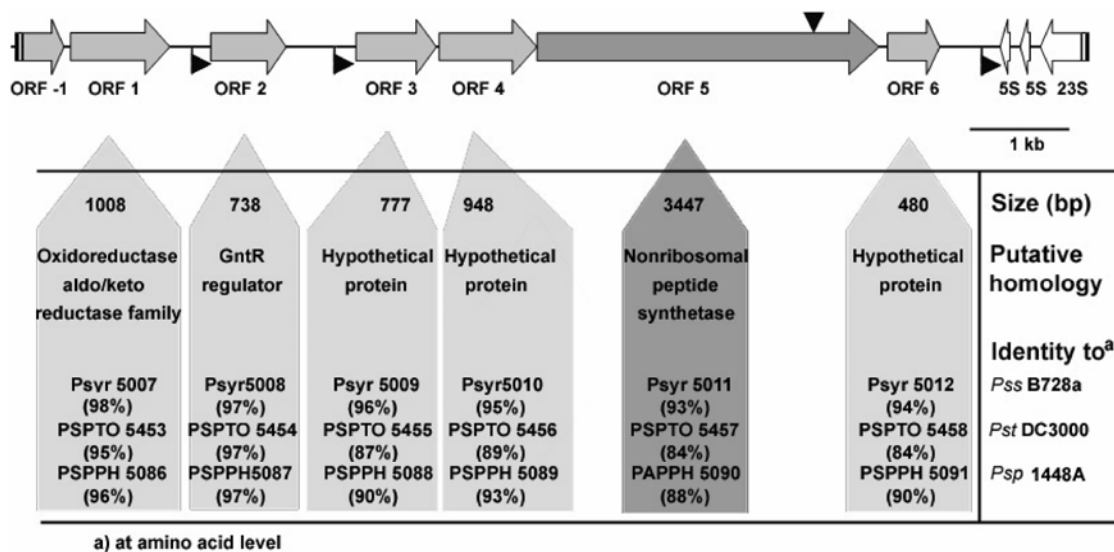 ORF -1 ORF 1 ORF 2 ORF 3 ORF 4 ORF 5 ORF 6 5S 5S 23S
1 kb
1008 738 777 948 3447 480 Size (bp)
Oxidoreductase GntR Hypothetical Hypothetical Nonribosomal Hypothetical Putative
aldo/keto regulator protein protein peptide protein homology
reductase family synthetase
Identity toª
Psyr 5007 Psyr5008 Psyr 5009 Psyr5010 Psyr 5011 Psyr 5012 Pss B728a
(98%) (97%) (96%) (95%) (93%) (94%)
PSPTO 5453 PSPTO 5454 PSPTO 5455 PSPTO 5456 PSPTO 5457 PSPTO 5458 Pst DC3000
(95%) (97%) (87%) (89%) (84%) (84%)
PSPPH 5086 PSPPH5087 PSPPH 5088 PSPPH 5089 PAPPH 5090 PSPPH 5091 Psp 1448A
(96%) (97%) (90%) (93%) (88%) (90%)
a) at amino acid level